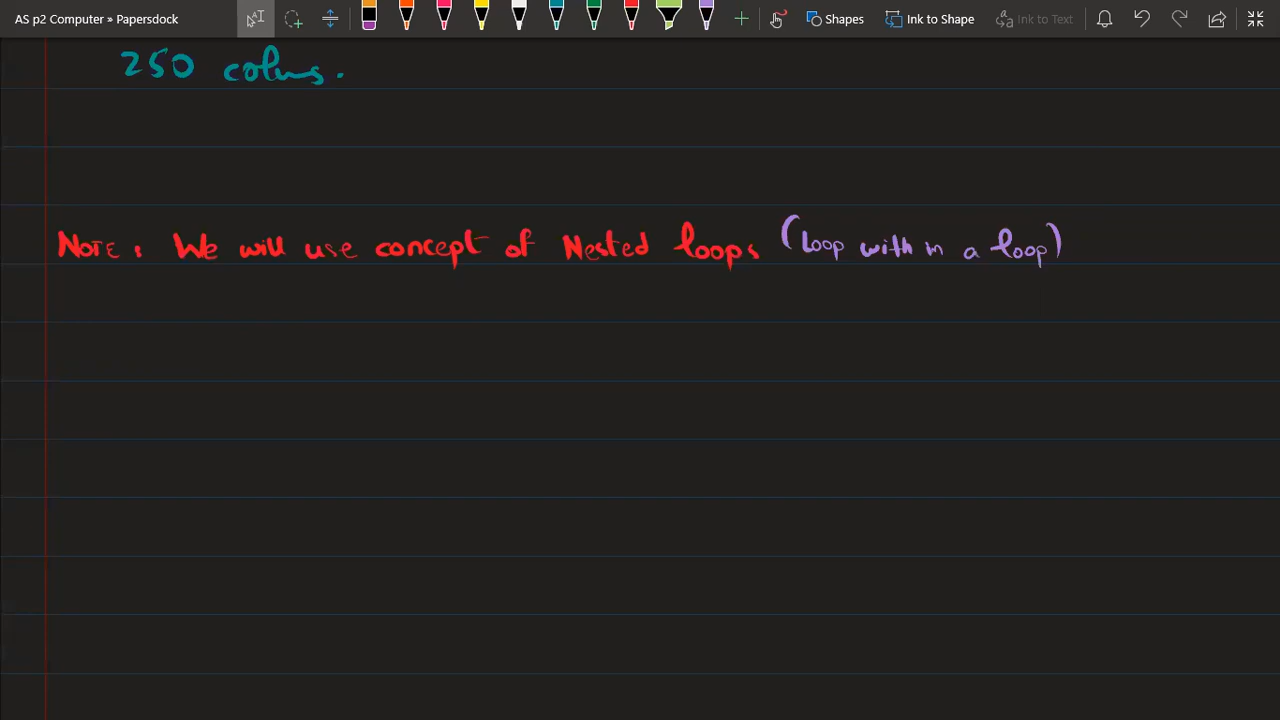 AS p2 Computer » Papersdock
Shapes
Ink to Shape
Ink to Text
250 colms.
NOTE: We will use concept of Nested loops (Loop with in a loop)